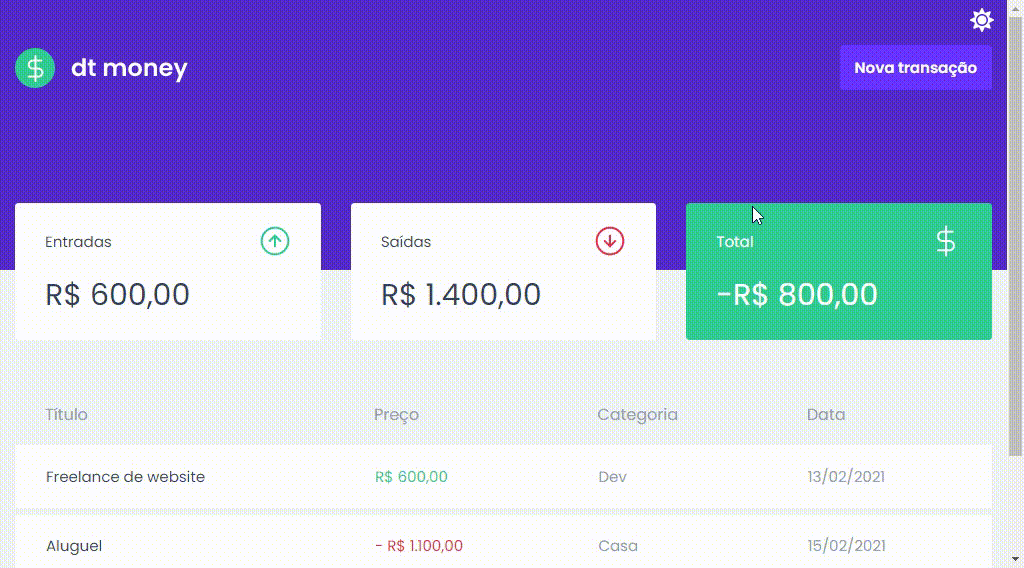 dt money
Nova transação
Entradas
R$ 600,00
Saídas
R$ 1.400,00
Total
-R$ 800,00
Título Preço Categoria Data
Freelance de website R$ 600,00 Dev 13/02/2021
Aluguel - R$ 1.100,00 Casa 15/02/2021